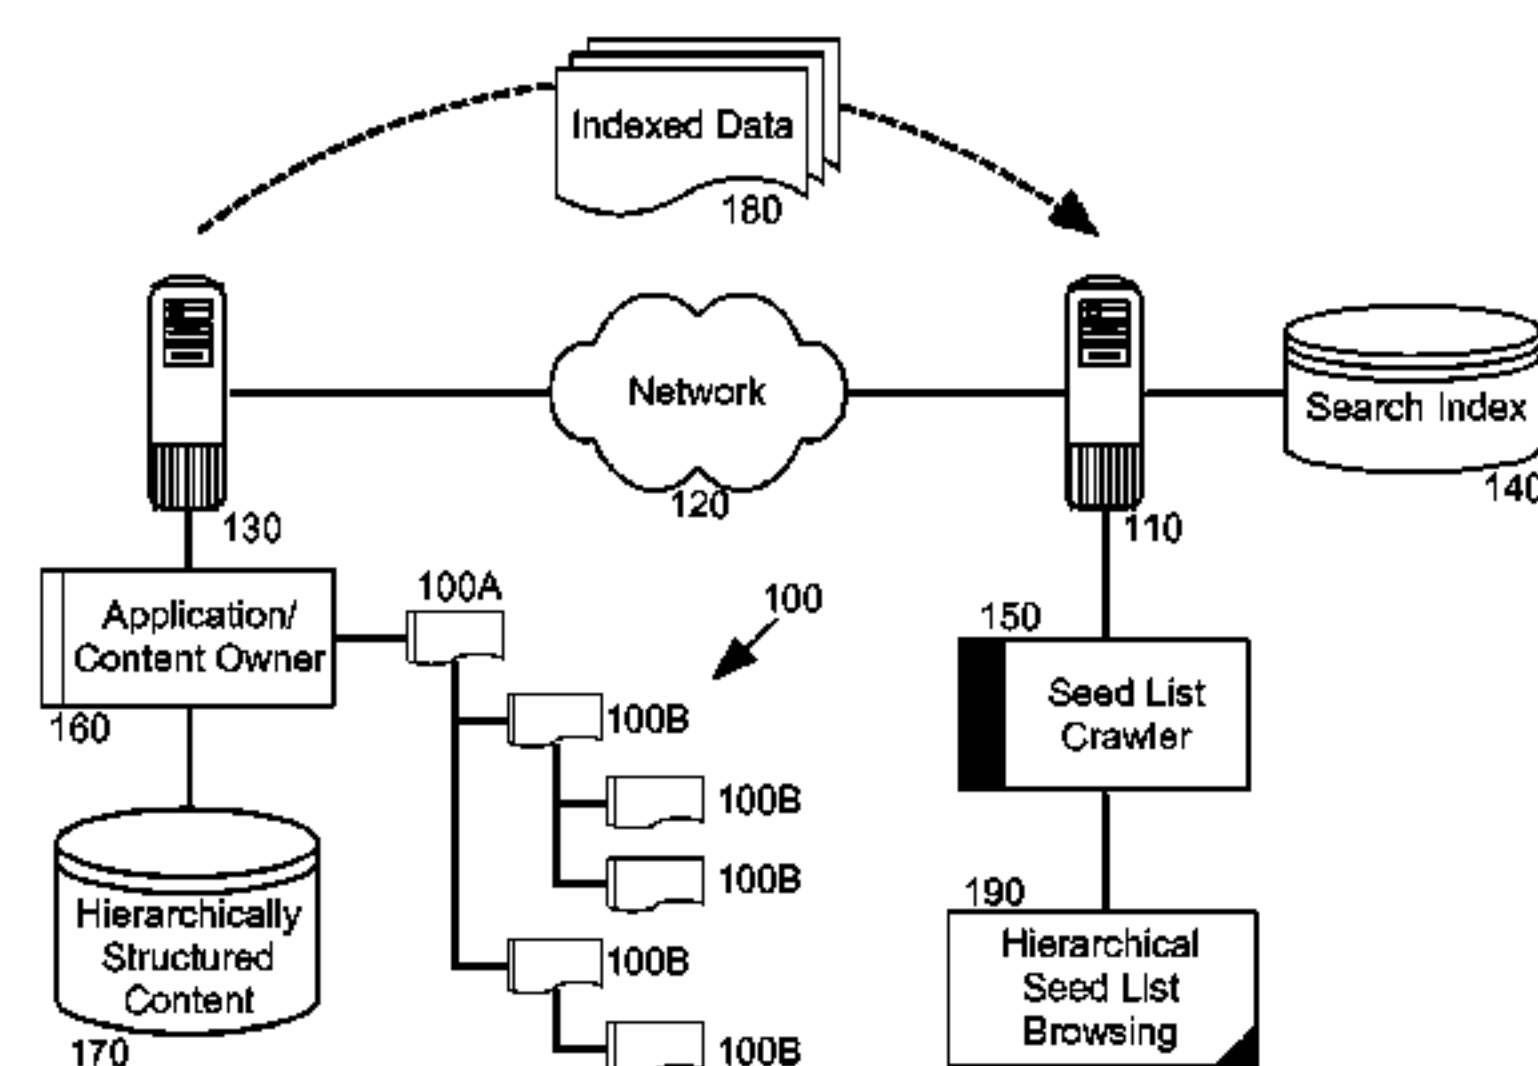 Indexed Data
180
Network
120
130
110
Search Index
140
Application/
Content Owner
160
100A
100
100B
100B
100B
100B
100B
150
Seed List
Crawler
190
Hierarchical
Seed List
Browsing
Hierarchically
Structured
Content
170